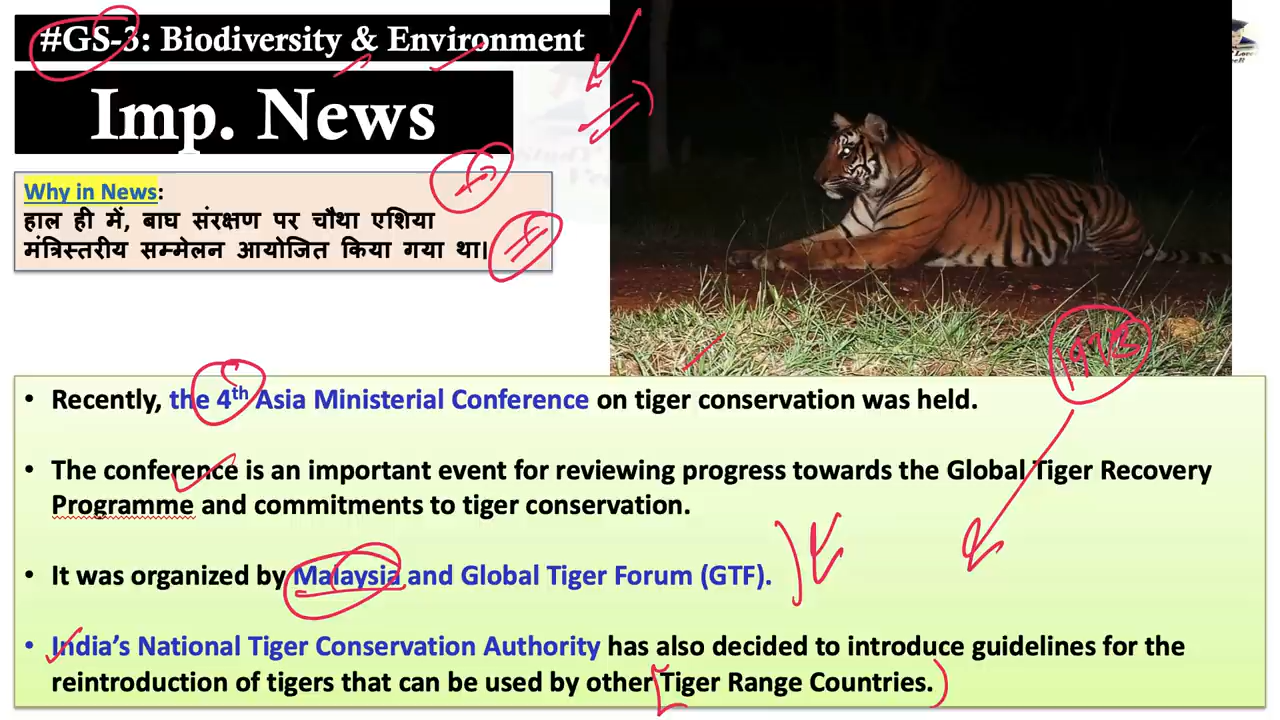 #GS-3: Biodiversity & Environment
Imp. News
Why in News:
हाल ही में, बाघ संरक्षण पर चौथा एशिया
मंत्रिस्तरीय सम्मेलन आयोजित किया गया था।
1973
• Recently, the 4th Asia Ministerial Conference on tiger conservation was held.
• The conference is an important event for reviewing progress towards the Global Tiger Recovery
Programme and commitments to tiger conservation.
• It was organized by Malaysia and Global Tiger Forum (GTF).
• India's National Tiger Conservation Authority has also decided to introduce guidelines for the
reintroduction of tigers that can be used by other Tiger Range Countries.